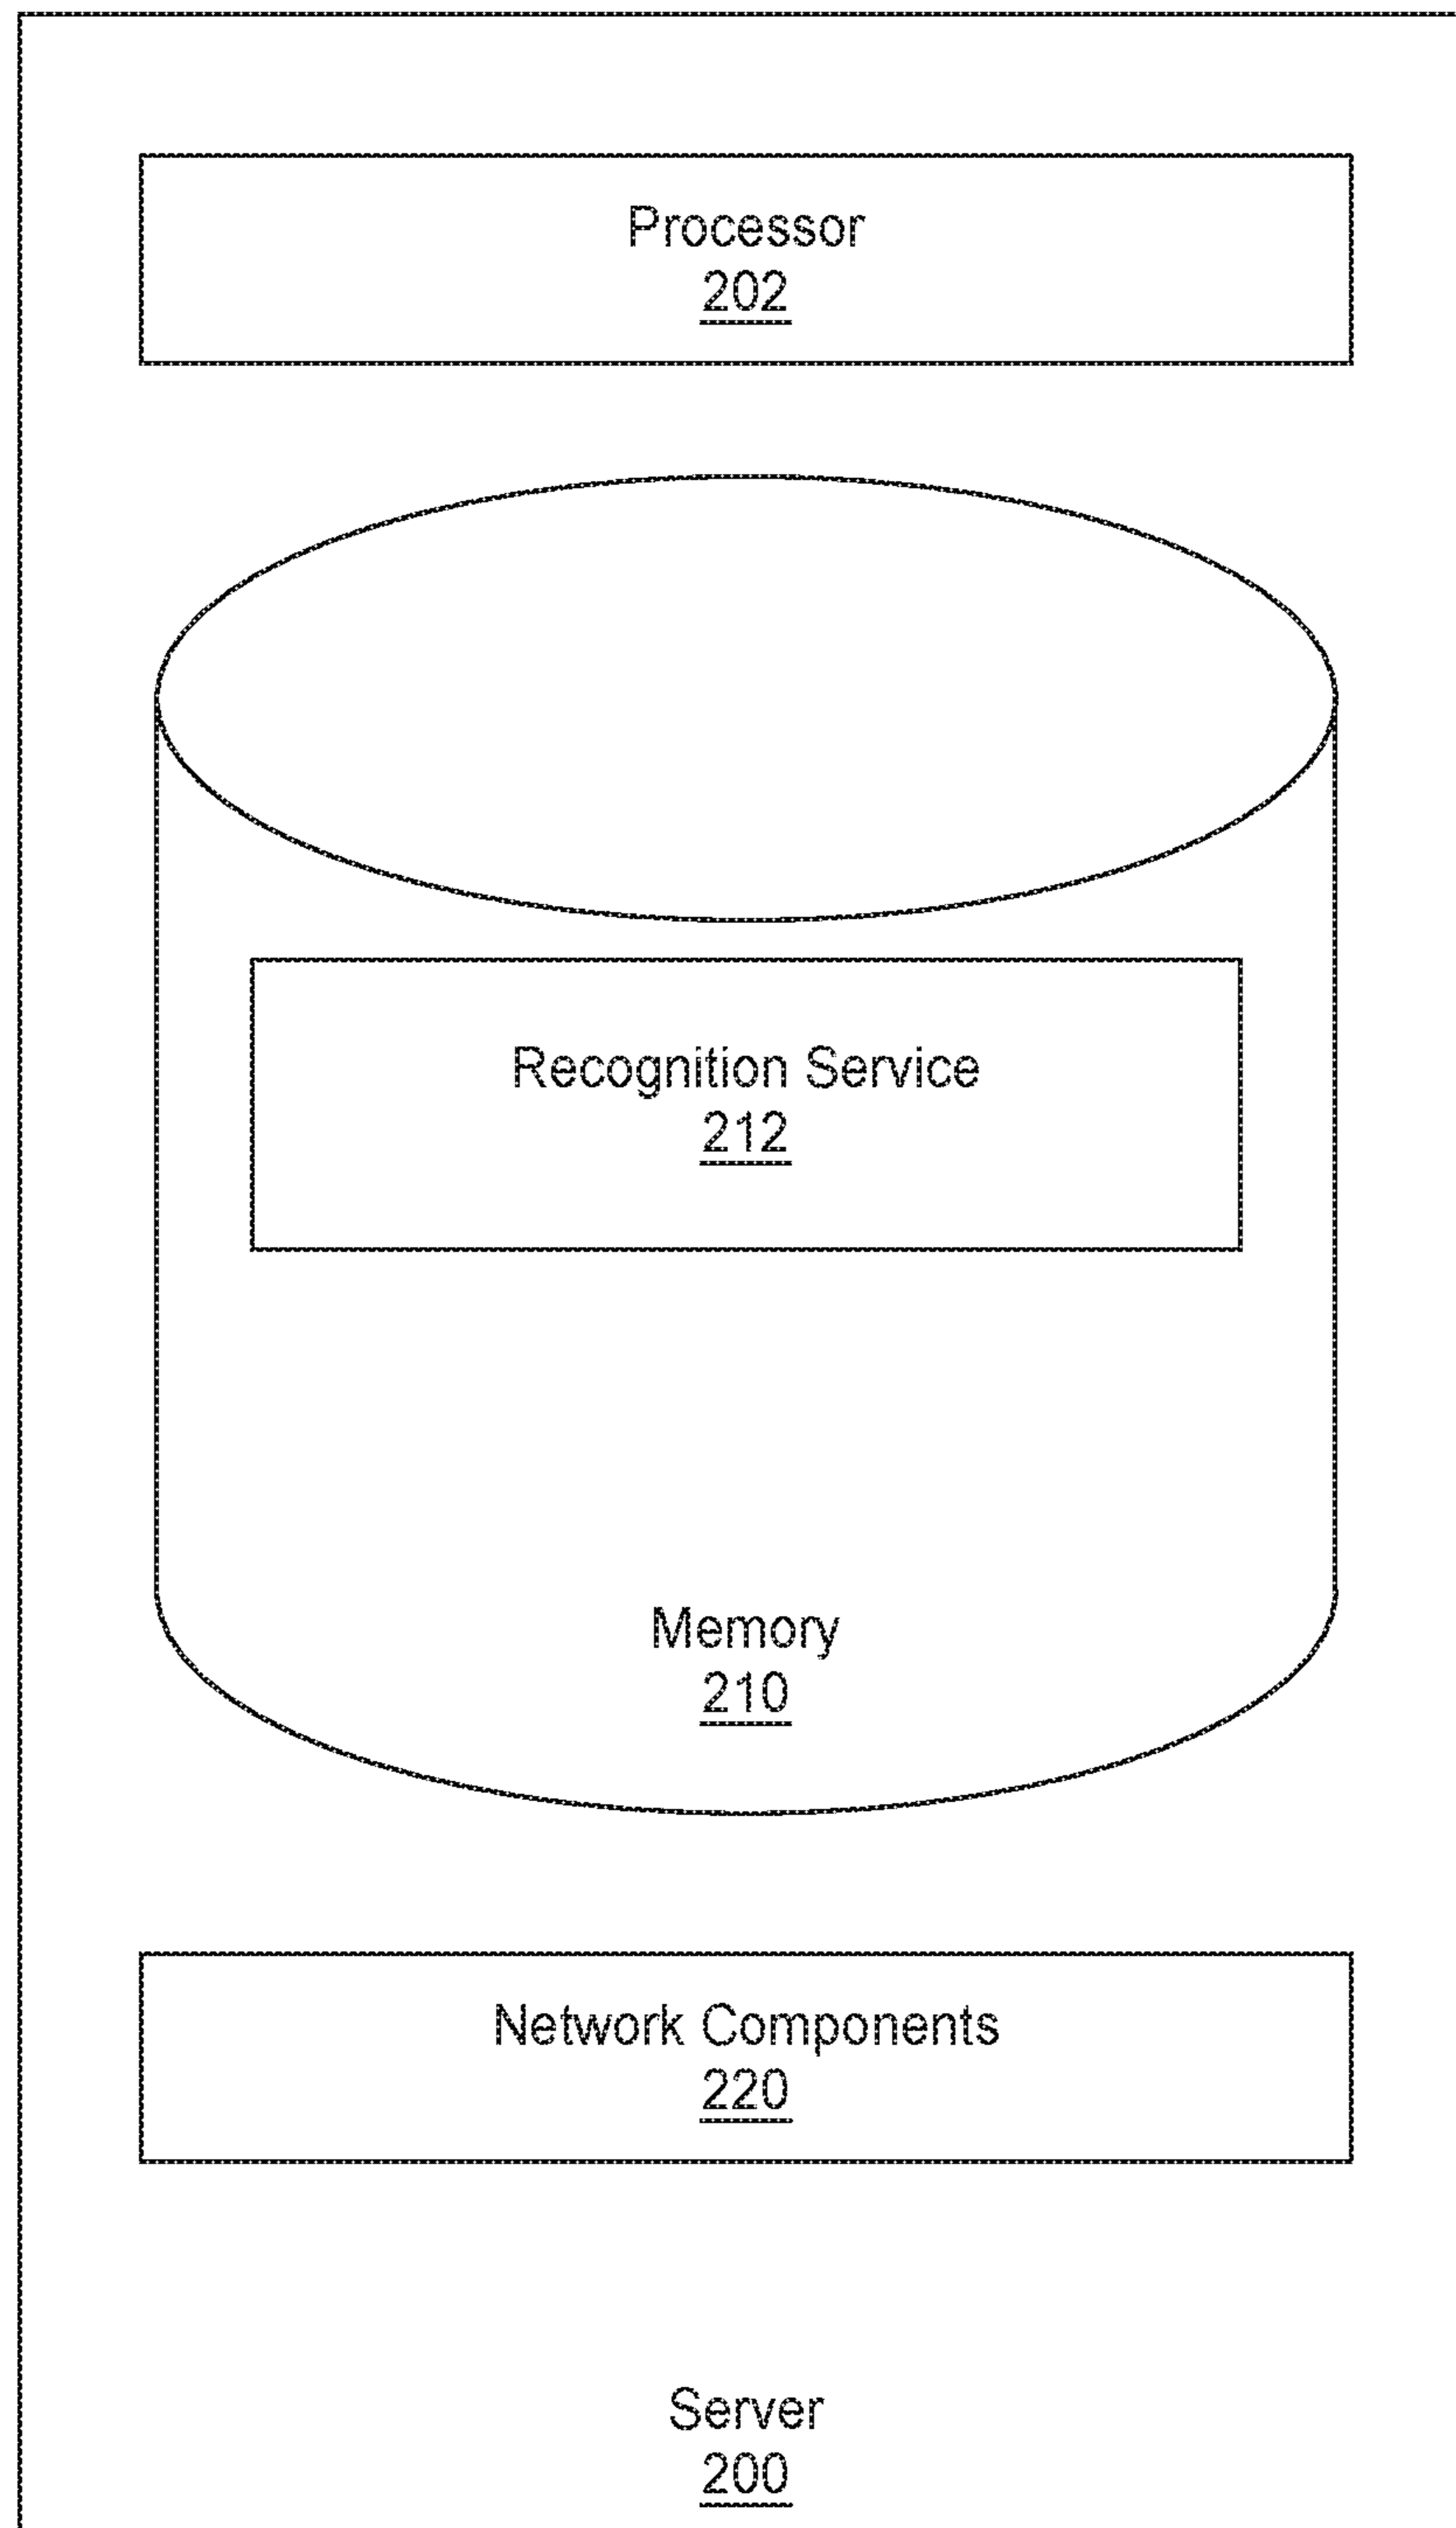 Processor
202
Recognition Service
212
Memory
210
Network Components
220
Server
200